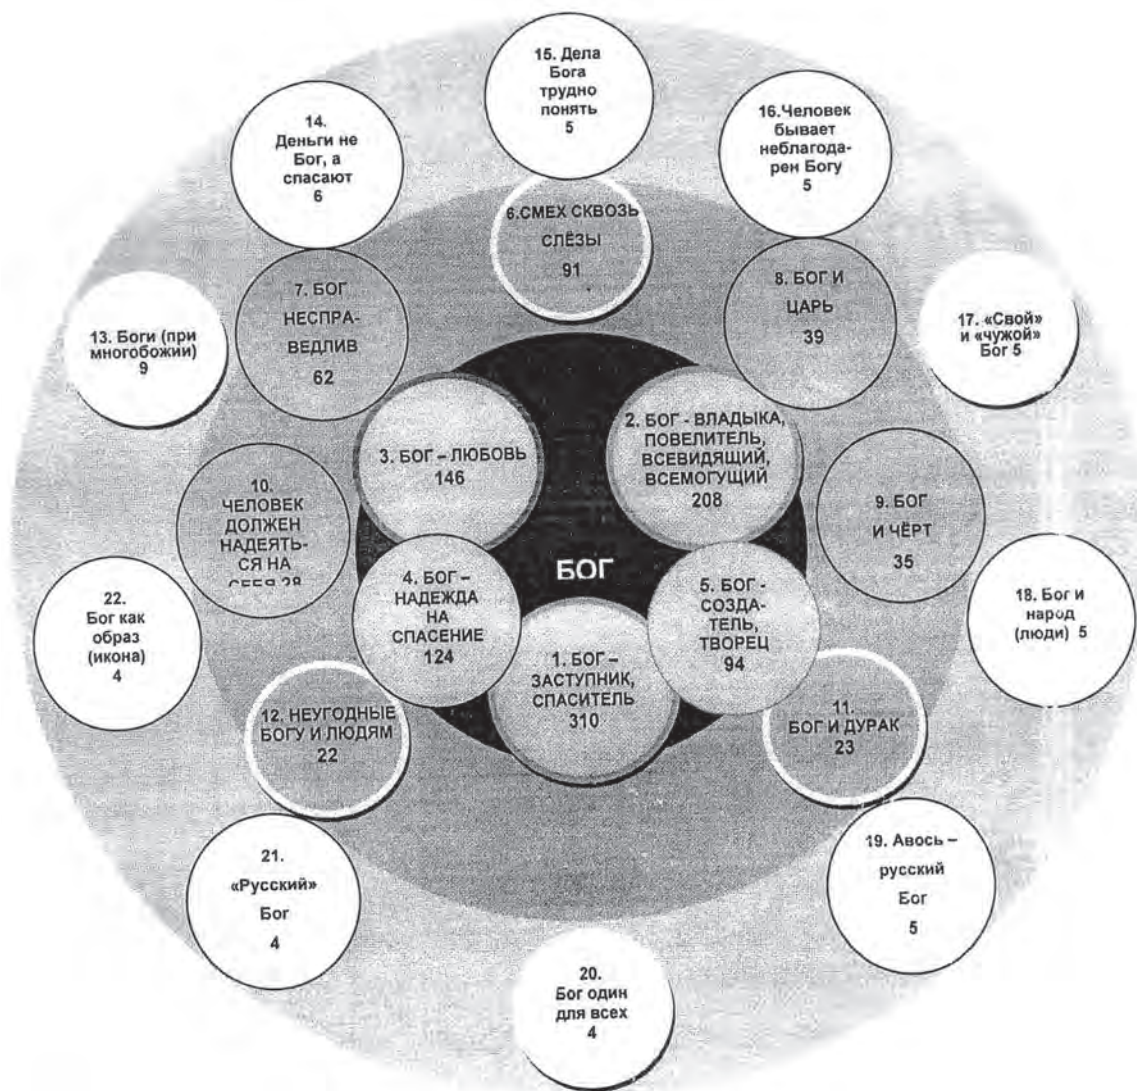 15. Дела
Бога
трудно
понять
5
14.
Деньги не
Бог, а
спасают
6
16.Человек
бывает
неблагода-
рен Богу
5
6.СМЕХ СКВОЗЬ
СЛЁЗЫ
91
7. БОГ
НЕСПРА-
ВЕДЛИВ
62
8. БОГ И
ЦАРЬ
39
13. Боги (при
многобожии)
9
17. «Свой»
и «чужой»
Бог 5
3. БОГ – ЛЮБОВЬ
146
2. БОГ - ВЛАДЫКА,
ПОВЕЛИТЕЛЬ,
ВСЕВИДЯЩИЙ,
ВСЕМОГУЩИЙ
208
10.
ЧЕЛОВЕК
ДОЛЖЕН
НАДЕЯТЬ-
СЯ НА
СЕБЯ 28
9. БОГ
И ЧЁРТ
35
БОГ
4. БОГ –
НАДЕЖДА
НА
СПАСЕНИЕ
124
5. БОГ -
СОЗДА-
ТЕЛЬ,
ТВОРЕЦ
94
22.
Бог как
образ
(икона)
4
18. Бог и
народ
(люди) 5
1. БОГ –
ЗАСТУПНИК,
СПАСИТЕЛЬ
310
12. НЕУГОДНЫЕ
БОГУ И ЛЮДЯМ
22
11.
БОГ И ДУРАК
23
21.
«Русский»
Бог
4
19. Авось –
русский
Бог
5
20.
Бог один
для всех
4